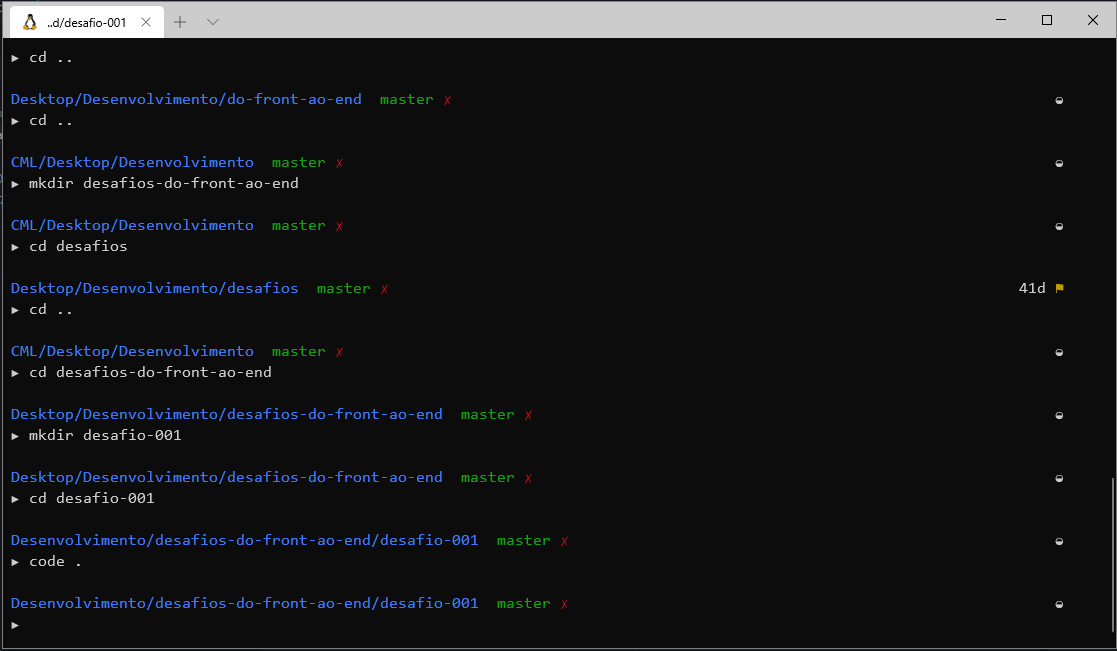 ..d/desafio-001
▸ cd ..
Desktop/Desenvolvimento/do-front-ao-end master ✗
▸ cd ..
CML/Desktop/Desenvolvimento master ✗
▸ mkdir desafios-do-front-ao-end
CML/Desktop/Desenvolvimento master ✗
▸ cd desafios
Desktop/Desenvolvimento/desafios master ✗ 41d
▸ cd ..
CML/Desktop/Desenvolvimento master ✗
▸ cd desafios-do-front-ao-end
Desktop/Desenvolvimento/desafios-do-front-ao-end master ✗
▸ mkdir desafio-001
Desktop/Desenvolvimento/desafios-do-front-ao-end master ✗
▸ cd desafio-001
Desenvolvimento/desafios-do-front-ao-end/desafio-001 master ✗
▸ code .
Desenvolvimento/desafios-do-front-ao-end/desafio-001 master ✗
▸